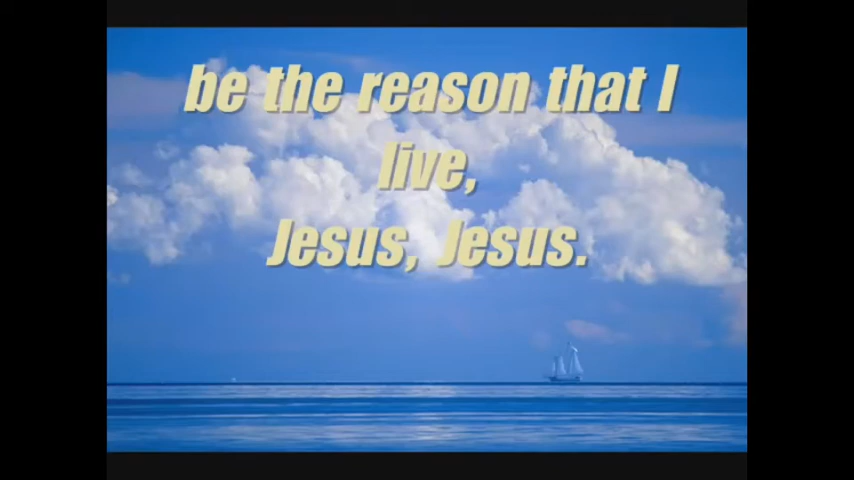 be the reason that I
live,
Jesus, Jesus.